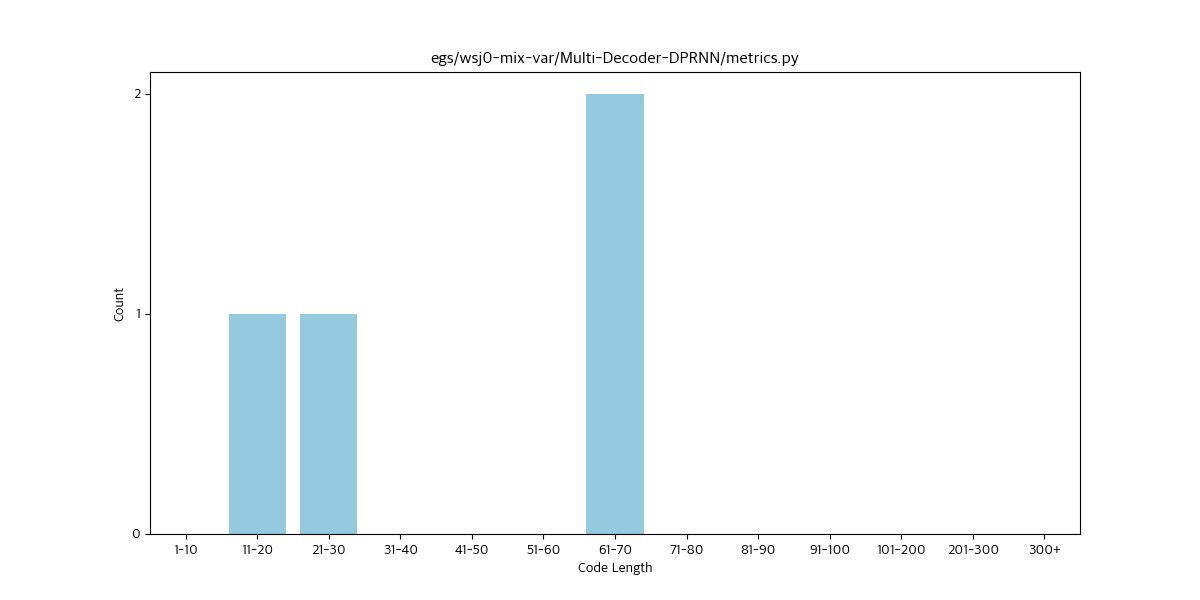 egs/wsj0-mix-var/Multi-Decoder-DPRNN/metrics.py
2
1
0
Count
1-10 11-20 21-30 31-40 41-50 51-60 61-70 71-80 81-90 91-100 101-200 201-300 300+
Code Length